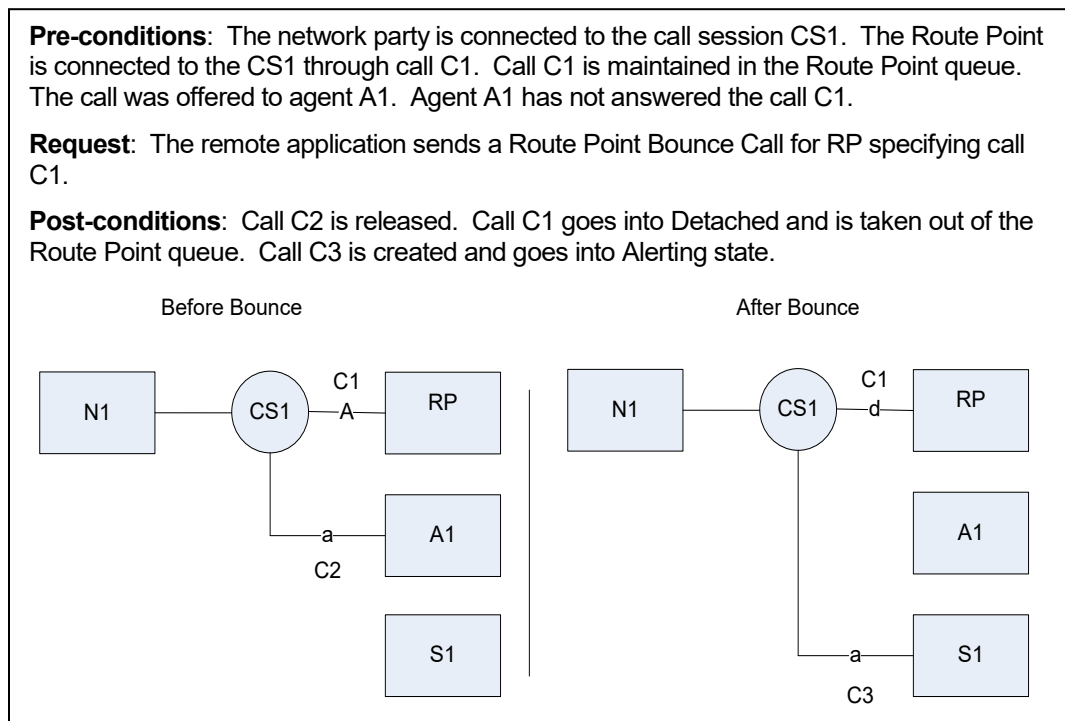 Pre-conditions: The network party is connected to the call session CS1. The Route Point
is connected to the CS1 through call C1. Call C1 is maintained in the Route Point queue.
The call was offered to agent A1. Agent A1 has not answered the call C1.
Request: The remote application sends a Route Point Bounce Call for RP specifying call
C1.
Post-conditions: Call C2 is released. Call C1 goes into Detached and is taken out of the
Route Point queue. Call C3 is created and goes into Alerting state.
Before Bounce
N1
CS1
C1
A
RP
a
C2
A1
S1
After Bounce
N1
CS1
C1
d
RP
A1
a
C3
S1